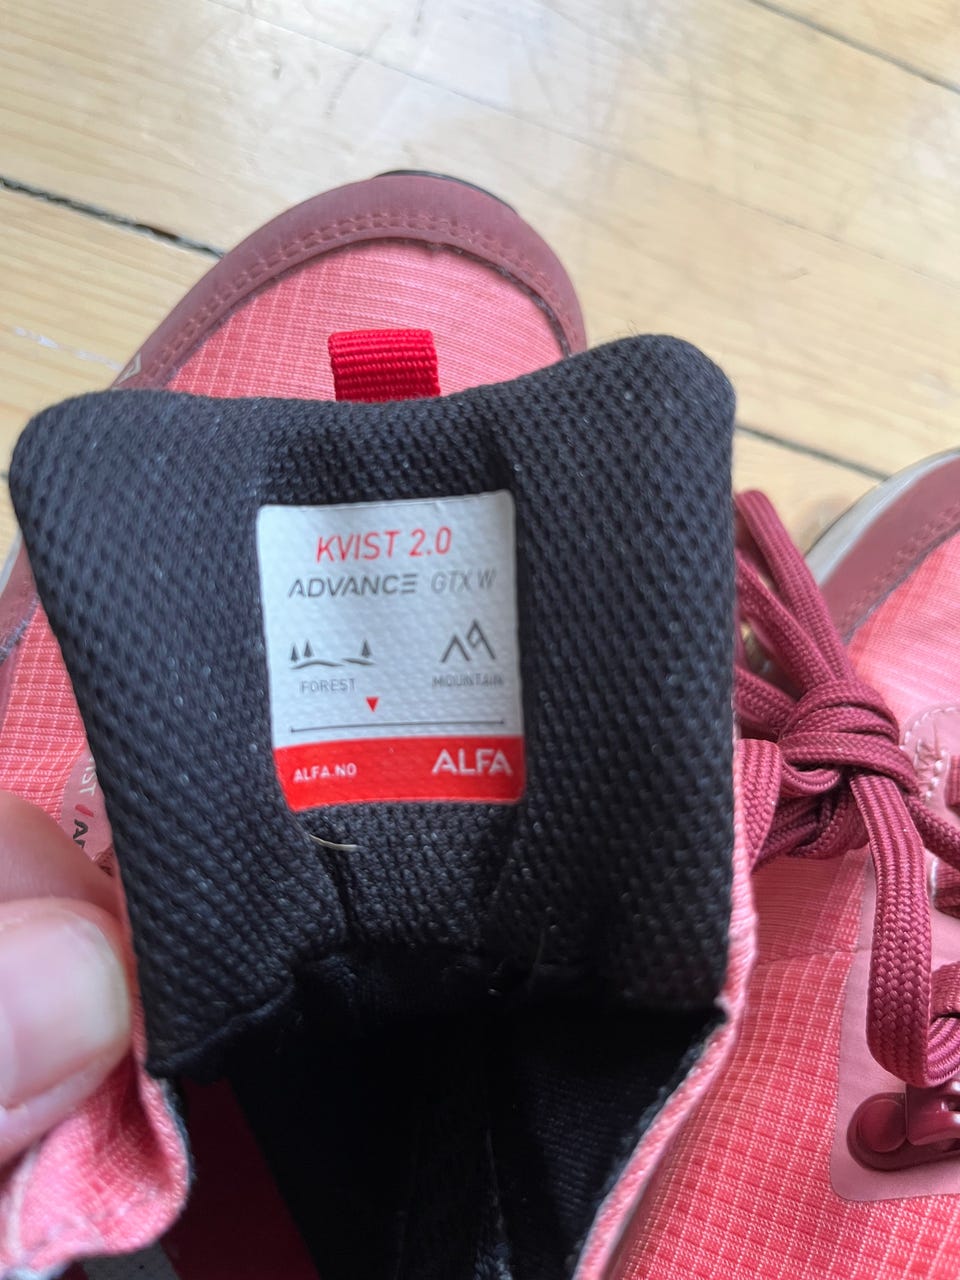 KVIST 2.0
ADVANCE GTX W
FOREST MOUNTAIN
ALFA.NO ALFA